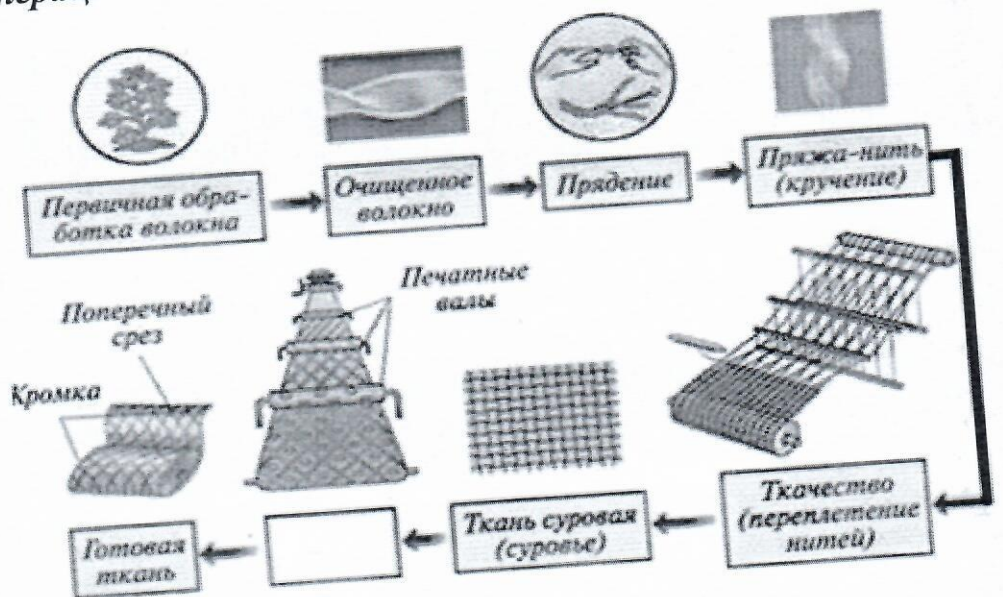 Первичная обра-
ботка волокна
Очищенное
волокно
Прядение
Пряжа-нить
(кручение)
Поперечный
срез
Кромка
Печатные
валы
Готовая
ткань
Ткань суровая
(суровье)
Ткачество
(переплетение
нитей)